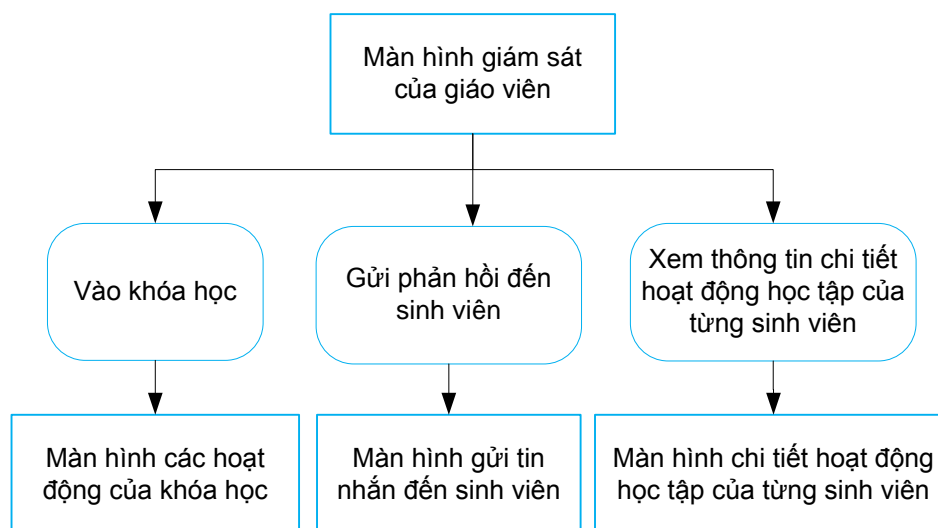 Màn hình giám sát
của giáo viên
Vào khóa học
Gửi phản hồi đến
sinh viên
Xem thông tin chi tiết
hoạt động học tập của
từng sinh viên
Màn hình các hoạt
động của khóa học
Màn hình gửi tin
nhắn đến sinh viên
Màn hình chi tiết hoạt động
học tập của từng sinh viên